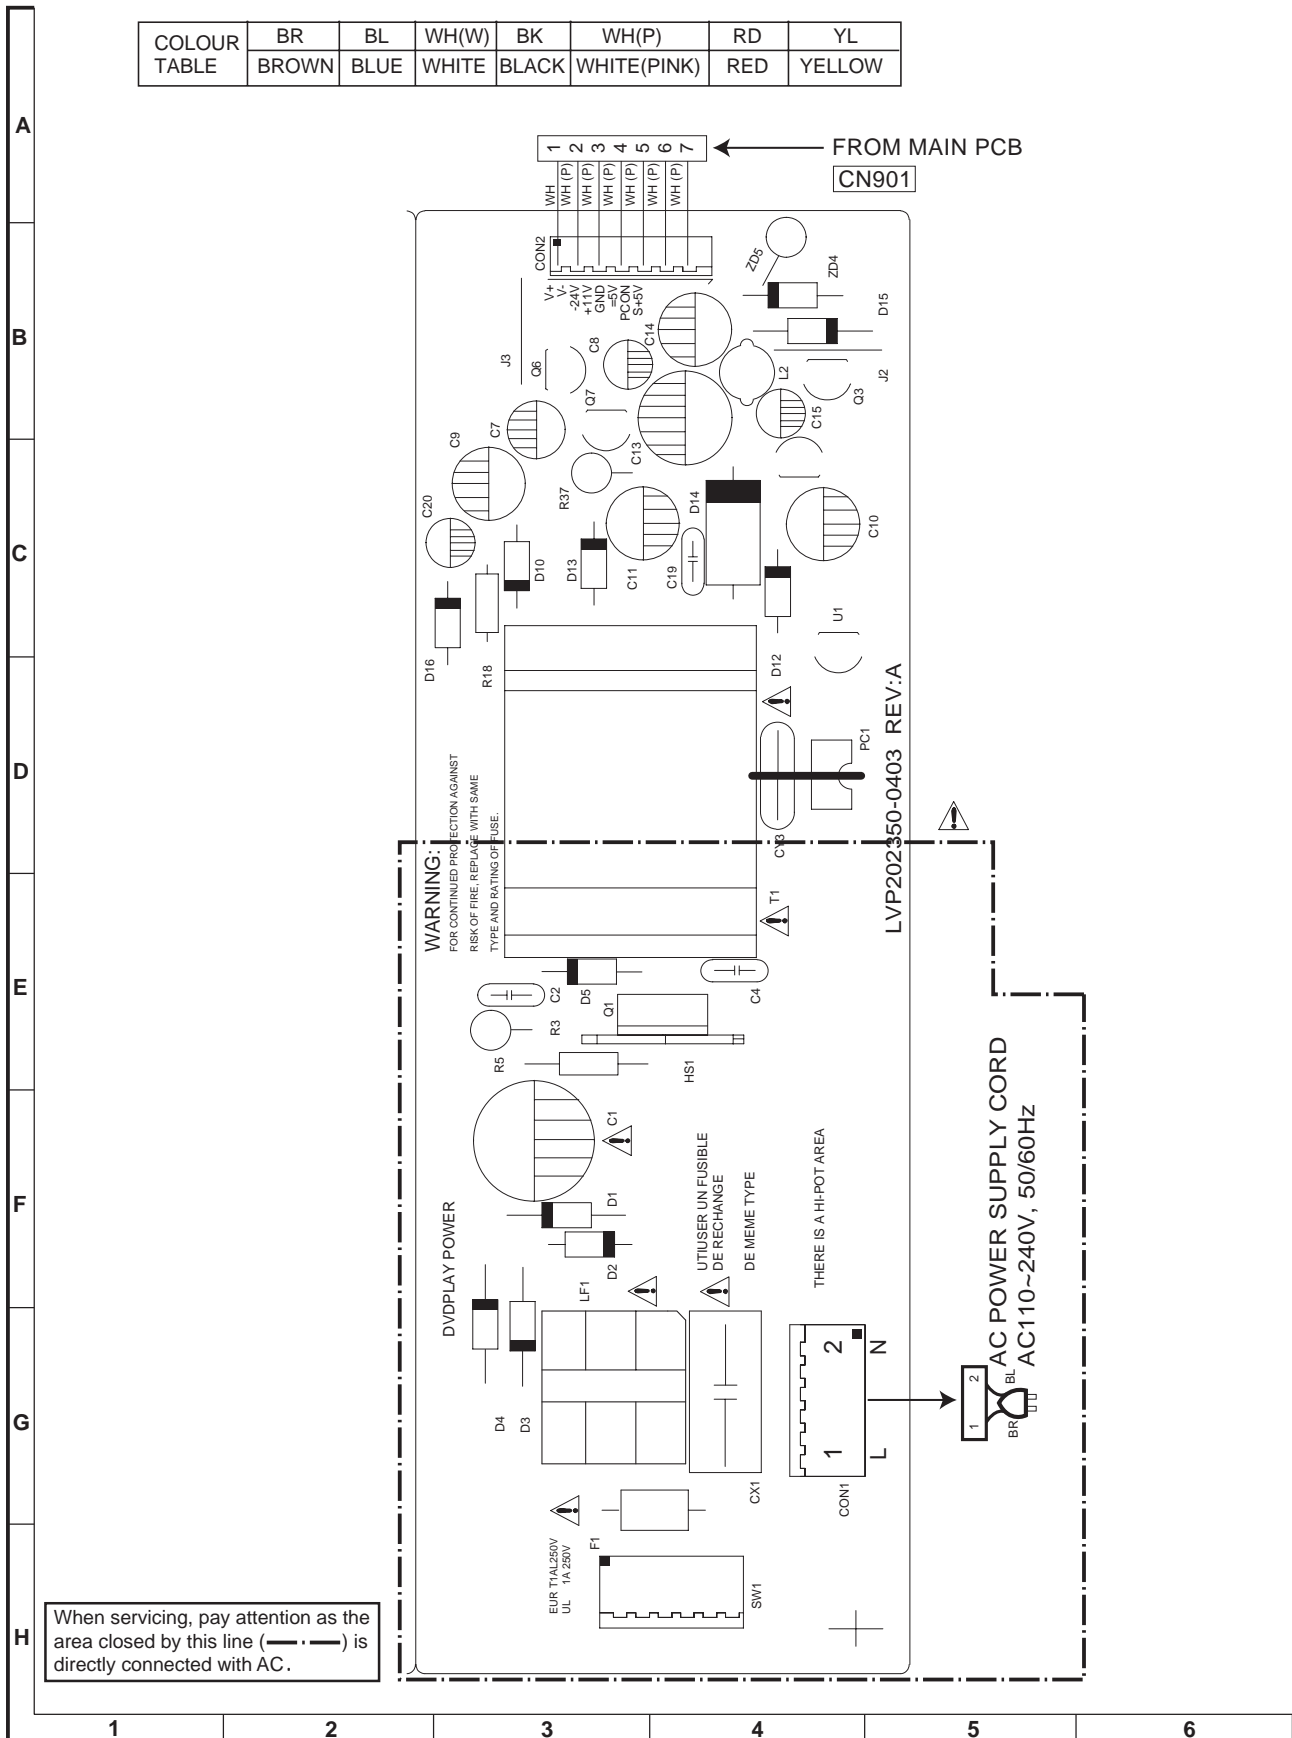 COLOUR TABLE
BR BL WH(W) BK WH(P) RD YL
BROWN BLUE WHITE BLACK WHITE(PINK) RED YELLOW
A
1 2 3 4 5 6 7
FROM MAIN PCB
CN901
WH WH (P) WH (P) WH (P) WH (P) WH (P) WH (P)
CON2
V+
V-
-24V
+11V
GND
=5V
PCON
S+5V
ZD5
ZD4
D15
B
J3
Q6
C8
C14
L2
J2
Q3
Q7
C15
C7
C9
C13
R37
C20
D14
C10
C
D10
D13
C11
C19
U1
D16
R18
D12
D
PC1
CY3
LVP202350-0403 REV:A
WARNING:
FOR CONTINUED PROTECTION AGAINST
RISK OF FIRE, REPLACE WITH SAME
TYPE AND RATING OF FUSE.
T1
E
C2
D5
C4
Q1
R3
R5
HS1
C1
F
D1
D2
DVDPLAY POWER
UTIUSER UN FUSIBLE
DE RECHANGE
DE MEME TYPE
THERE IS A HI-POT AREA
AC POWER SUPPLY CORD
AC110~240V, 50/60Hz
LF1
G
D4
D3
CX1
2 N
1 L
CON1
1 2
BR BL
EUR T1AL250V
UL 1A 250V
F1
SW1
H
When servicing, pay attention as the
area closed by this line ( ) is
directly connected with AC.
1 2 3 4 5 6